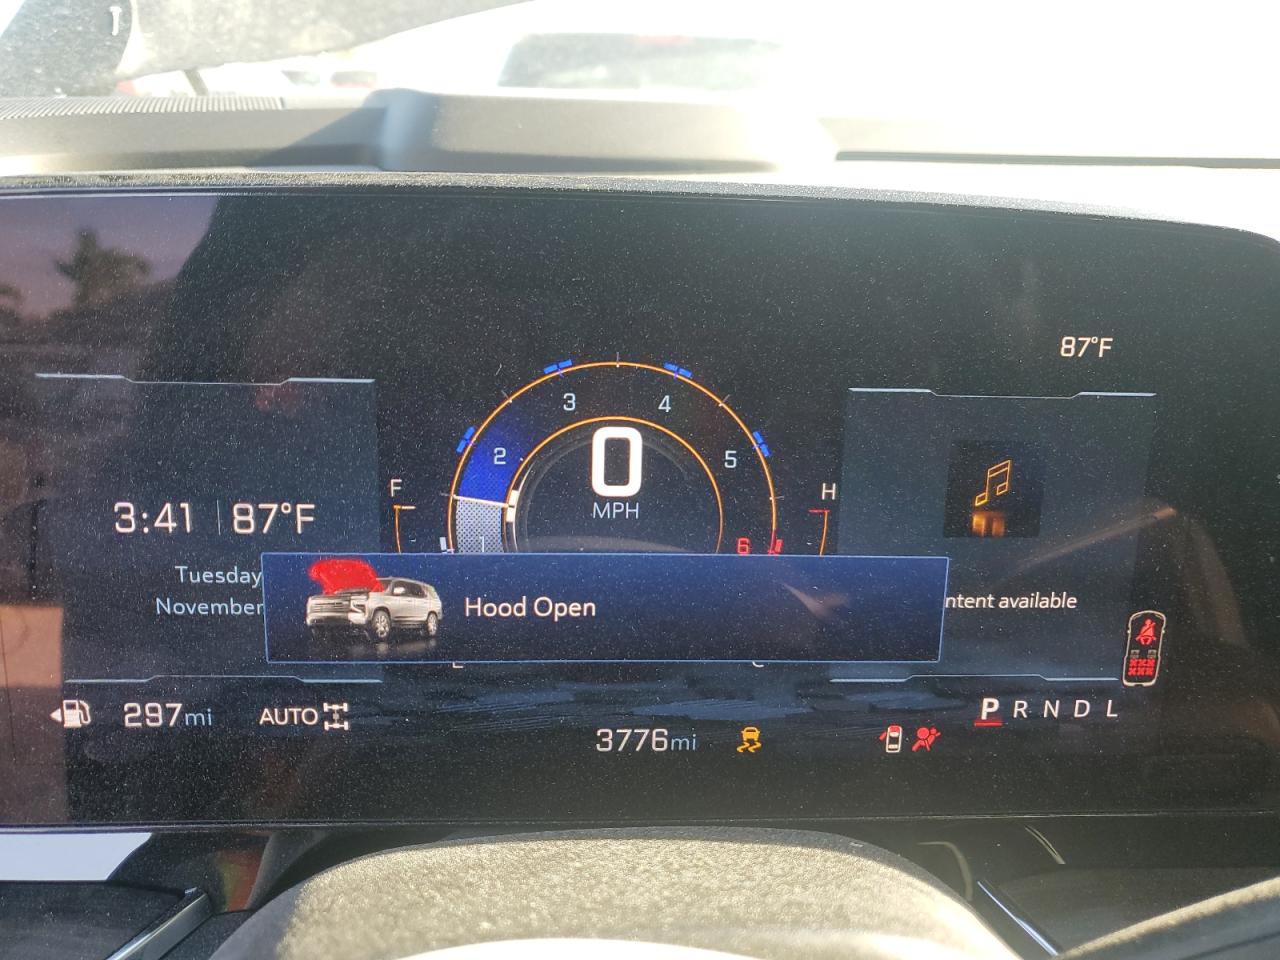 87°F
3
4
2
5
0
F
H
MPH
3:41
87°F
1
6
Tuesday
November
Hood Open
ntent available
297mi
AUTO
P R N D L
3776mi